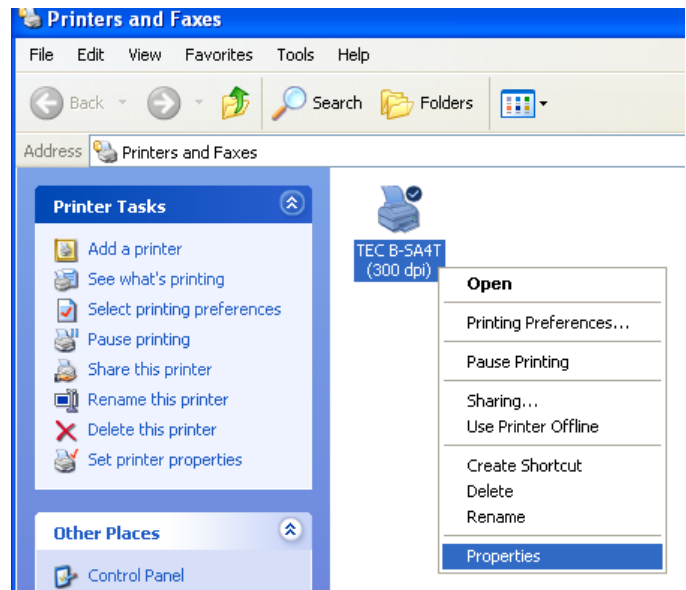 Printers and Faxes
File Edit View Favorites Tools Help
Back Search Folders
Address Printers and Faxes
Printer Tasks
Add a printer
See what's printing
Select printing preferences
Pause printing
Share this printer
Rename this printer
Delete this printer
Set printer properties
Other Places
Control Panel
TEC B-SA4T
(300 dpi)
Open
Printing Preferences...
Pause Printing
Sharing...
Use Printer Offline
Create Shortcut
Delete
Rename
Properties